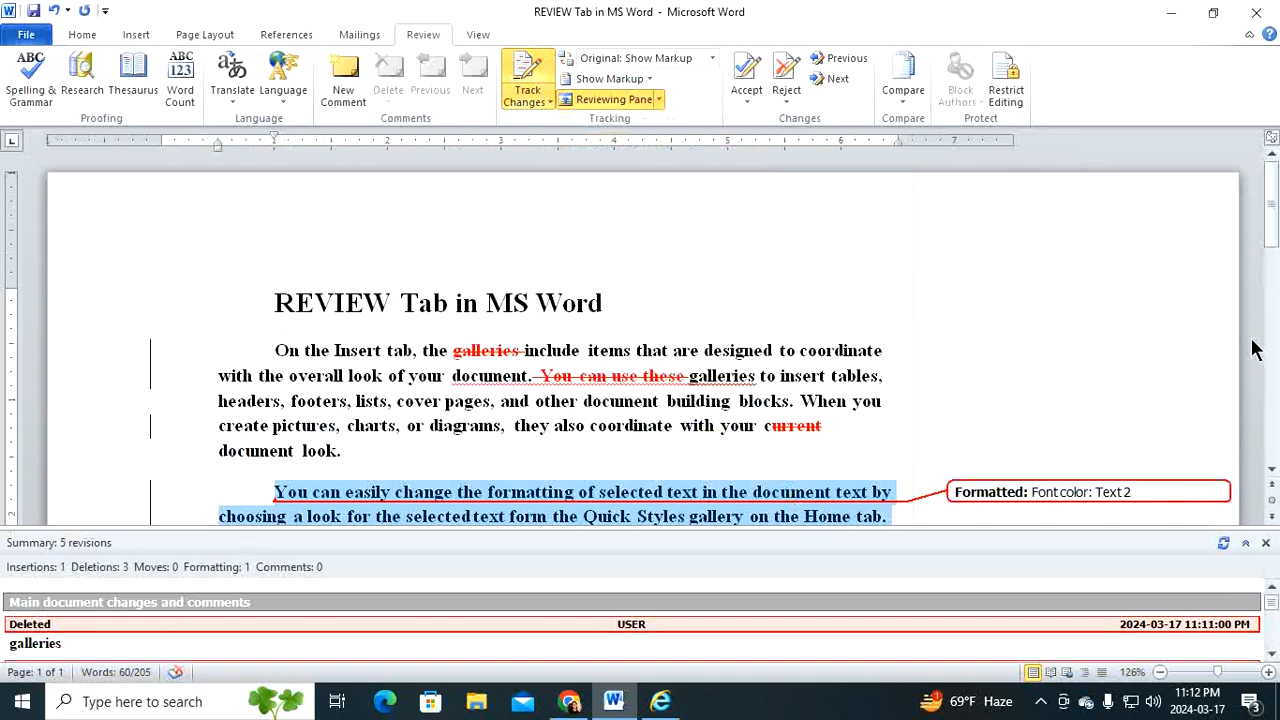 REVIEW Tab in MS Word - Microsoft Word
File Home Insert Page Layout References Mailings Review View
ABC
Spelling & Grammar
Research
Thesaurus
ABC 123
Word Count
Proofing
Translate
Language
Language
New Comment
Delete
Previous
Next
Comments
Track Changes
Original: Show Markup
Show Markup
Reviewing Pane
Tracking
Accept
Reject
Previous
Next
Changes
Compare
Compare
Block Authors
Restrict Editing
Protect
1 2 3 4 5 6 7
REVIEW Tab in MS Word
On the Insert tab, the galleries include items that are designed to coordinate
with the overall look of your document. You can use these galleries to insert tables,
headers, footers, lists, cover pages, and other document building blocks. When you
create pictures, charts, or diagrams, they also coordinate with your current
document look.
You can easily change the formatting of selected text in the document text by
choosing a look for the selected text form the Quick Styles gallery on the Home tab.
Formatted: Font color: Text 2
Summary: 5 revisions
Insertions: 1 Deletions: 3 Moves: 0 Formatting: 1 Comments: 0
Main document changes and comments
Deleted USER 2024-03-17 11:11:00 PM
galleries
Page: 1 of 1 Words: 60/205 126%
Type here to search
69°F Haze
11:12 PM
2024-03-17
3